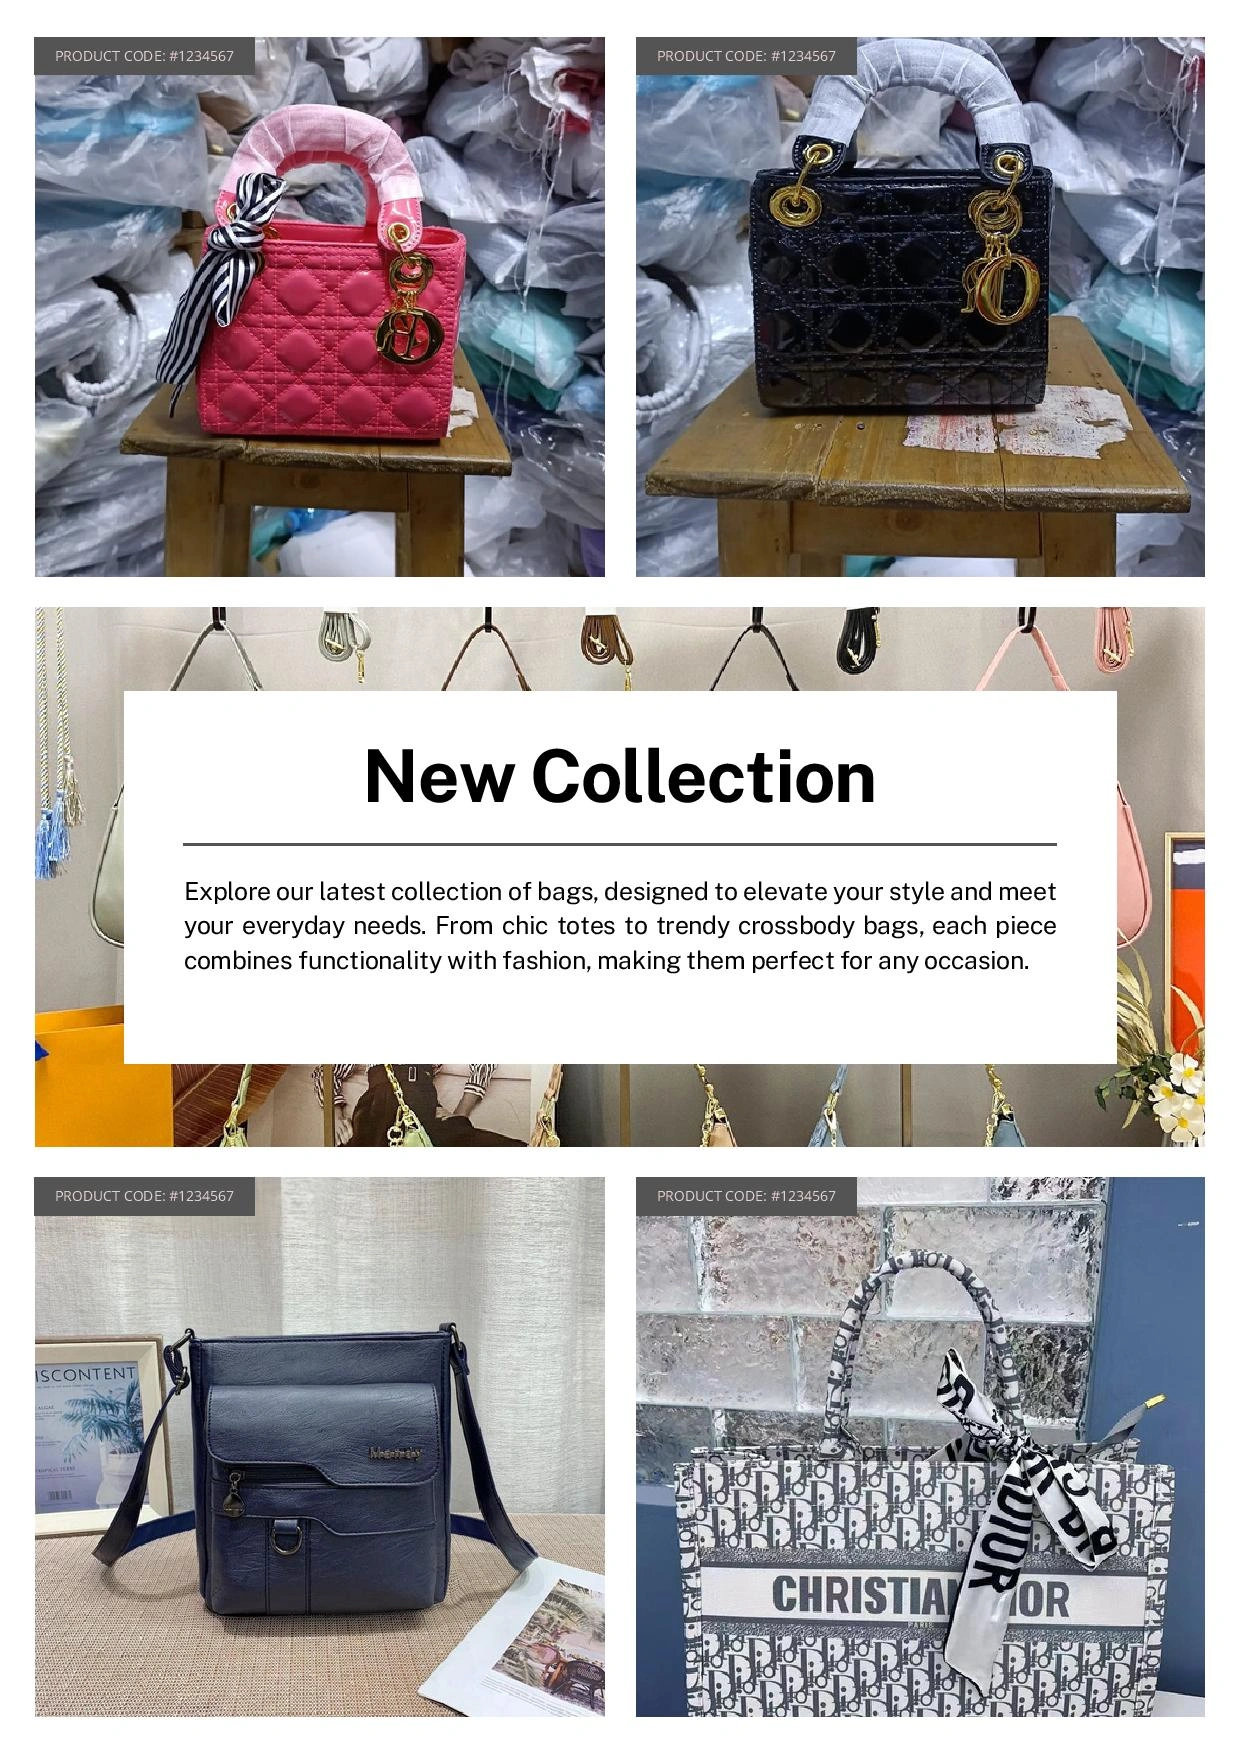 PRODUCT CODE: #1234567
PRODUCT CODE: #1234567
New Collection
Explore our latest collection of bags, designed to elevate your style and meet
your everyday needs. From chic totes to trendy crossbody bags, each piece
combines functionality with fashion, making them perfect for any occasion.
PRODUCT CODE: #1234567
PRODUCT CODE: #1234567
ISCONTENT
CHRISTIAN DIOR